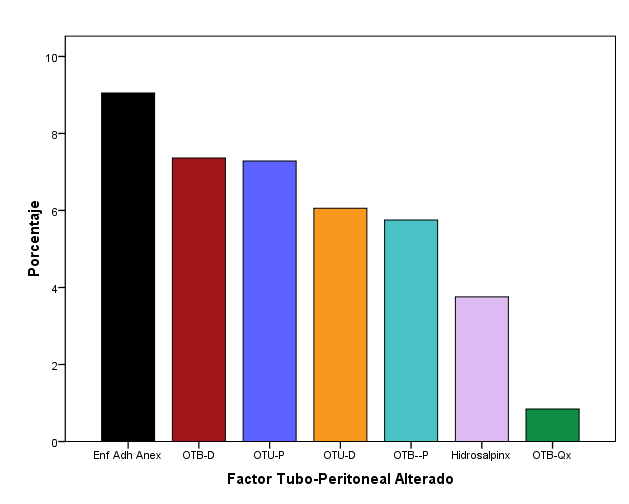 10
8
6
4
2
0
Porcentaje
Enf Adh Anex OTB-D OTU-P OTU-D OTB--P Hidrosalpinx OTB-Qx
Factor Tubo-Peritoneal Alterado